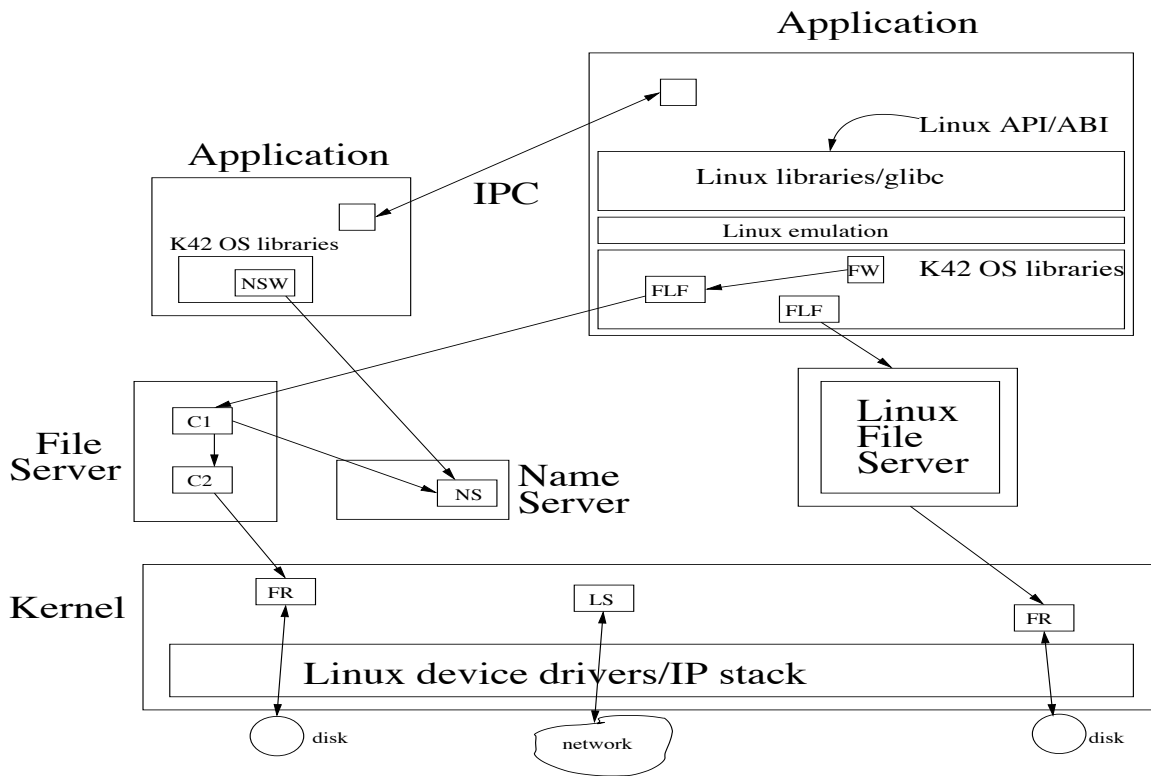 Application
Linux API/ABI
Application
IPC
Linux libraries/glibc
K42 OS libraries
Linux emulation
NSW
FW
K42 OS libraries
FLF
FLF
C1
File
Server
C2
NS
Name
Server
Linux
File
Server
Kernel
FR
LS
FR
Linux device drivers/IP stack
disk
network
disk